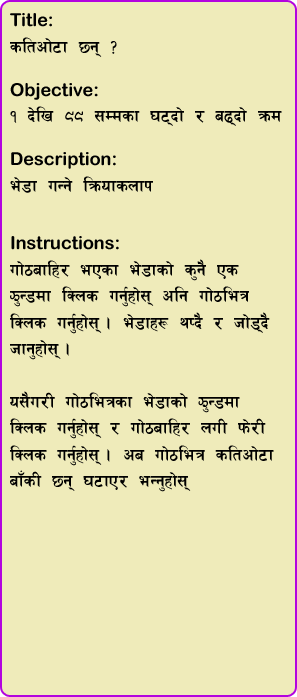 Title:
कतिओटा छन् ?
Objective:
१ देखि ९९ सम्मका घट्दो र बढ्दो क्रम
Description:
भेडा गन्ने क्रियाकलाप
Instructions:
गोठबाहिर भएका भेडाको कुनै एक
झुन्डमा क्लिक गर्नुहोस् अनि गोठभित्र
क्लिक गर्नुहोस् । भेडाहरू थप्दै र जोड्दै
जानुहोस् ।
यसैगरी गोठभित्रका भेडाको झुन्डमा
क्लिक गर्नुहोस् र गोठबाहिर लगी फेरी
क्लिक गर्नुहोस् । अब गोठभित्र कतिओटा
बाँकी छन् घटाएर भन्नुहोस्